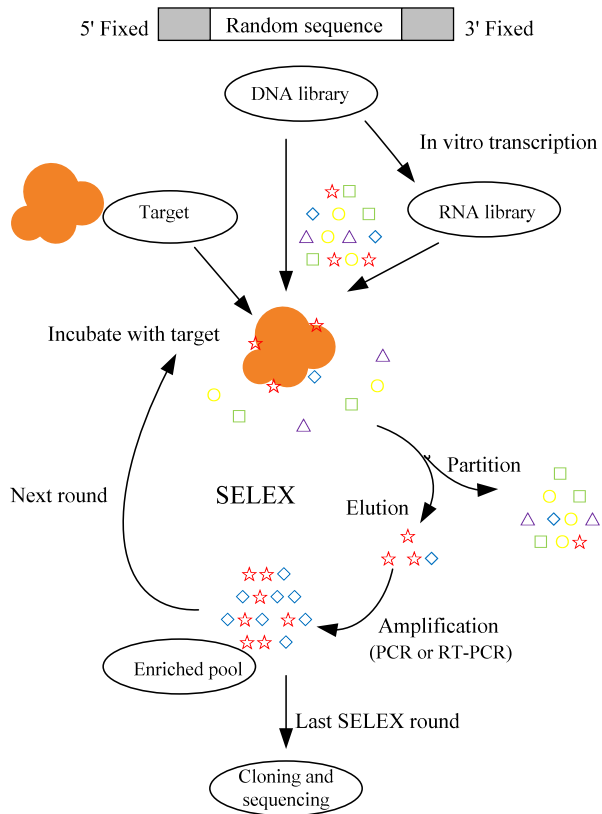 5' Fixed Random sequence 3' Fixed
DNA library
In vitro transcription
Target
RNA library
Incubate with target
Partition
Next round
SELEX
Elution
Amplification
(PCR or RT-PCR)
Enriched pool
Last SELEX round
Cloning and
sequencing